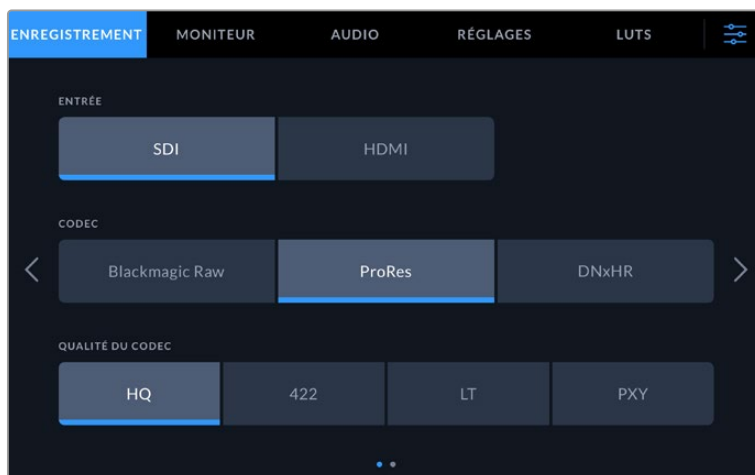 ENREGISTREMENT MONITEUR AUDIO RÉGLAGES LUTS
ENTRÉE
SDI HDMI
CODEC
Blackmagic Raw ProRes DNxHR
QUALITÉ DU CODEC
HQ 422 LT PXY